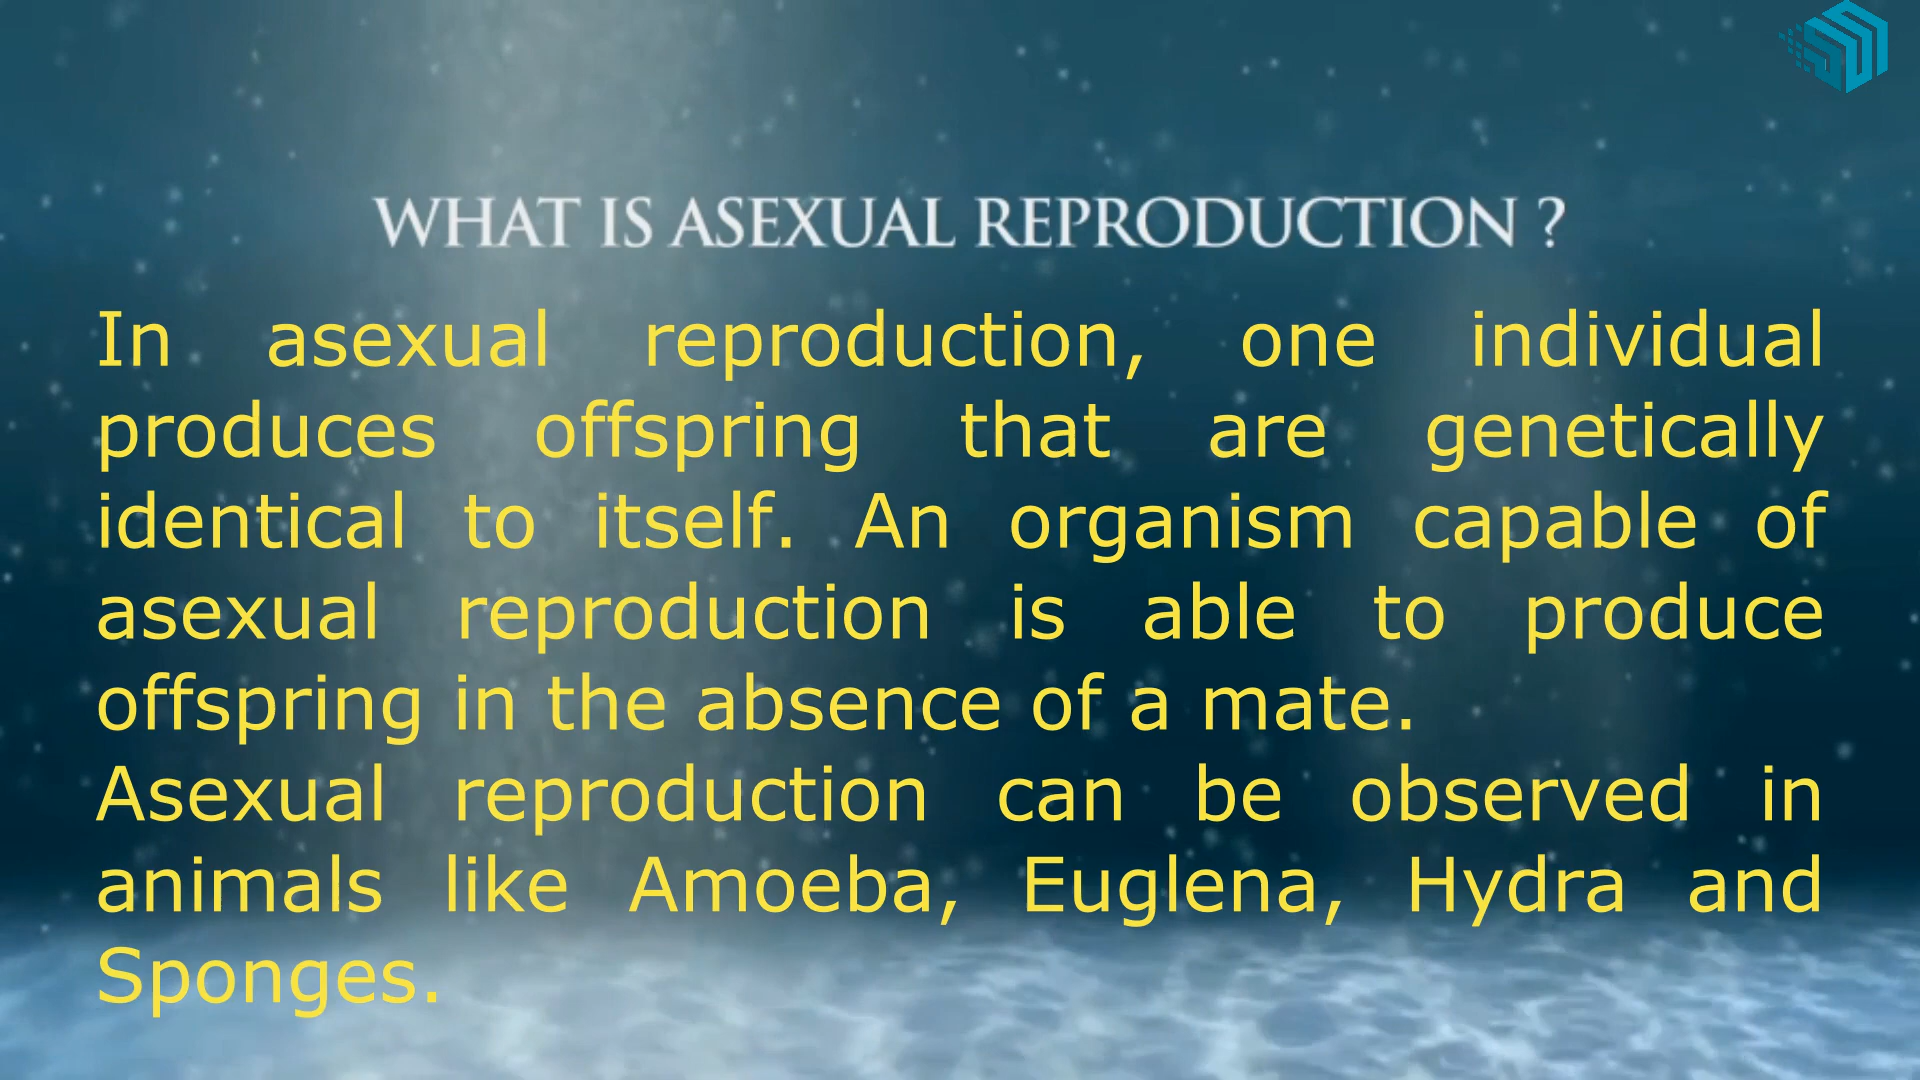 WHAT IS ASEXUAL REPRODUCTION ?
In asexual reproduction, one individual
produces offspring that are genetically
identical to itself. An organism capable of
asexual reproduction is able to produce
offspring in the absence of a mate.
Asexual reproduction can be observed in
animals like Amoeba, Euglena, Hydra and
Sponges.